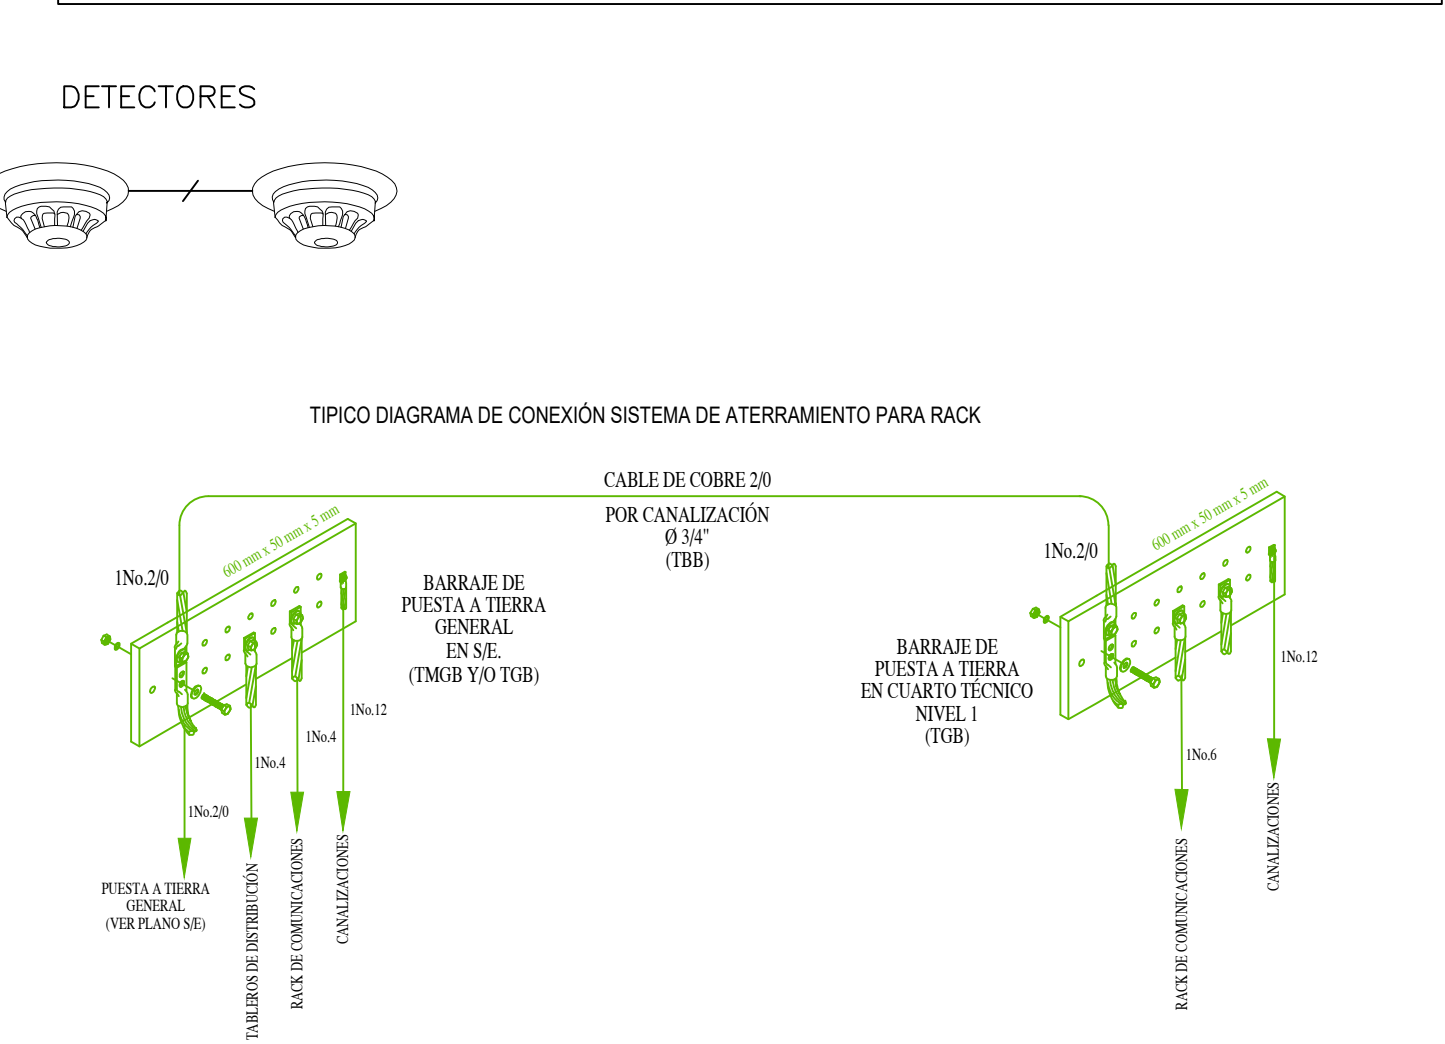 DETECTORES
TIPICO DIAGRAMA DE CONEXIÓN SISTEMA DE ATERRAMIENTO PARA RACK
CABLE DE COBRE 2/0
POR CANALIZACIÓN
Ø 3/4"
(TBB)
600 mm x 50 mm x 5 mm
1No.2/0
BARRAJE DE
PUESTA A TIERRA
GENERAL
EN S/E.
(TMGB Y/O TGB)
1No.12
1No.4
1No.4
1No.2/0
PUESTA A TIERRA
GENERAL
(VER PLANO S/E)
TABLEROS DE DISTRIBUCIÓN
RACK DE COMUNICACIONES
CANALIZACIONES
600 mm x 50 mm x 5 mm
1No.2/0
BARRAJE DE
PUESTA A TIERRA
EN CUARTO TÉCNICO
NIVEL 1
(TGB)
1No.12
1No.6
RACK DE COMUNICACIONES
CANALIZACIONES